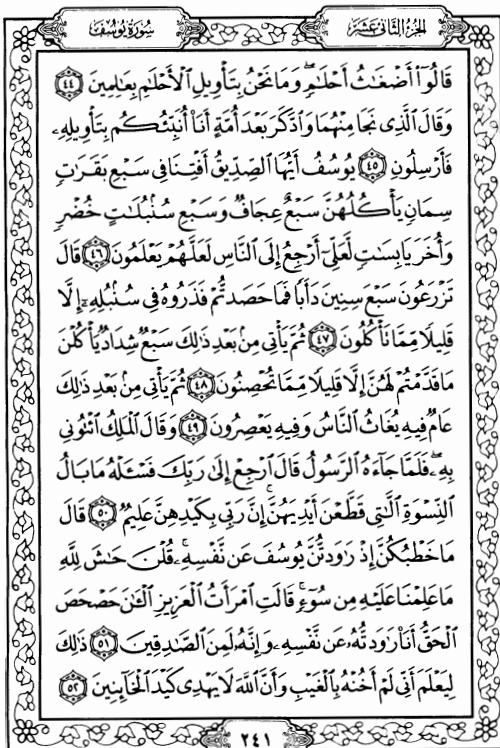 الجزء الثاني عشر
سورة يوسف
قَالُوٓا۟ أَضْغَٰثُ أَحْلَٰمٍۢ ۖ وَمَا نَحْنُ بِتَأْوِيلِ ٱلْأَحْلَٰمِ بِعَٰلِمِينَ ٤٤
وَقَالَ ٱلَّذِى نَجَا مِنْهُمَا وَٱدَّكَرَ بَعْدَ أُمَّةٍ أَنَا۠ أُنَبِّئُكُم بِتَأْوِيلِهِۦ
فَأَرْسِلُونِ ٤٥ يُوسُفُ أَيُّهَا ٱلصِّدِّيقُ أَفْتِنَا فِى سَبْعِ بَقَرَٰتٍۢ
سِمَانٍۢ يَأْكُلُهُنَّ سَبْعٌ عِجَافٌۭ وَسَبْعِ سُنۢبُلَٰتٍ خُضْرٍۢ
وَأُخَرَ يَابِسَٰتٍۢ لَّعَلِّىٓ أَرْجِعُ إِلَى ٱلنَّاسِ لَعَلَّهُمْ يَعْلَمُونَ ٤٦ قَالَ
تَزْرَعُونَ سَبْعَ سِنِينَ دَأَبًۭا فَمَا حَصَدتُّمْ فَذَرُوهُ فِى سُنۢبُلِهِۦٓ إِلَّا
قَلِيلًۭا مِّمَّا تَأْكُلُونَ ٤٧ ثُمَّ يَأْتِى مِنۢ بَعْدِ ذَٰلِكَ سَبْعٌۭ شِدَادٌۭ يَأْكُلْنَ
مَا قَدَّمْتُمْ لَهُنَّ إِلَّا قَلِيلًۭا مِّمَّا تُحْصِنُونَ ٤٨ ثُمَّ يَأْتِى مِنۢ بَعْدِ ذَٰلِكَ
عَامٌۭ فِيهِ يُغَاثُ ٱلنَّاسُ وَفِيهِ يَعْصِرُونَ ٤٩ وَقَالَ ٱلْمَلِكُ ٱئْتُونِى
بِهِۦ ۖ فَلَمَّا جَآءَهُ ٱلرَّسُولُ قَالَ ٱرْجِعْ إِلَىٰ رَبِّكَ فَسْـَٔلْهُ مَا بَالُ
ٱلنِّسْوَةِ ٱلَّٰتِى قَطَّعْنَ أَيْدِيَهُنَّ ۚ إِنَّ رَبِّى بِكَيْدِهِنَّ عَلِيمٌۭ ٥٠ قَالَ
مَا خَطْبُكُنَّ إِذْ رَٰوَدتُّنَّ يُوسُفَ عَن نَّفْسِهِۦ ۚ قُلْنَ حَٰشَ لِلَّهِ
مَا عَلِمْنَا عَلَيْهِ مِن سُوٓءٍۢ ۚ قَالَتِ ٱمْرَأَتُ ٱلْعَزِيزِ ٱلْـَٰٔنَ حَصْحَصَ
ٱلْحَقُّ أَنَا۠ رَٰوَدتُّهُۥ عَن نَّفْسِهِۦ وَإِنَّهُۥ لَمِنَ ٱلصَّٰدِقِينَ ٥١ ذَٰلِكَ
لِيَعْلَمَ أَنِّى لَمْ أَخُنْهُ بِٱلْغَيْبِ وَأَنَّ ٱللَّهَ لَا يَهْدِى كَيْدَ ٱلْخَآئِنِينَ ٥٢
٢٤١